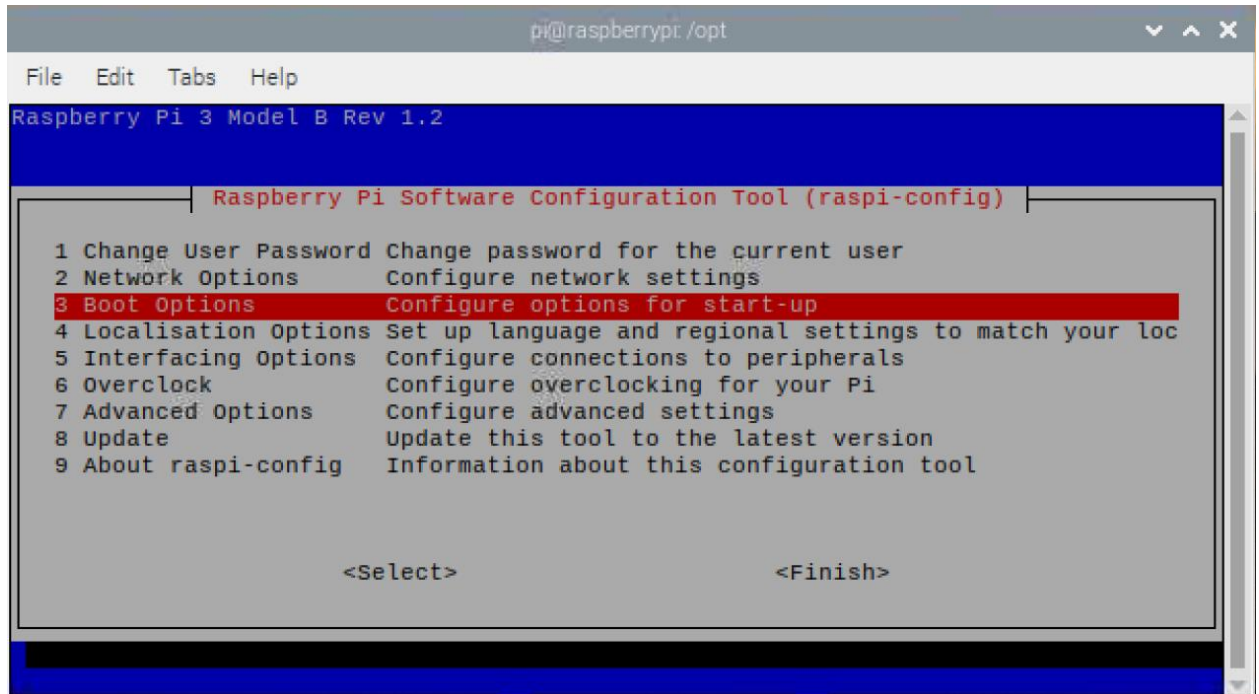 pi@raspberrypi: /opt
File Edit Tabs Help
Raspberry Pi 3 Model B Rev 1.2
Raspberry Pi Software Configuration Tool (raspi-config)
1 Change User Password Change password for the current user
2 Network Options Configure network settings
3 Boot Options Configure options for start-up
4 Localisation Options Set up language and regional settings to match your loc
5 Interfacing Options Configure connections to peripherals
6 Overclock Configure overclocking for your Pi
7 Advanced Options Configure advanced settings
8 Update Update this tool to the latest version
9 About raspi-config Information about this configuration tool
<Select> <Finish>